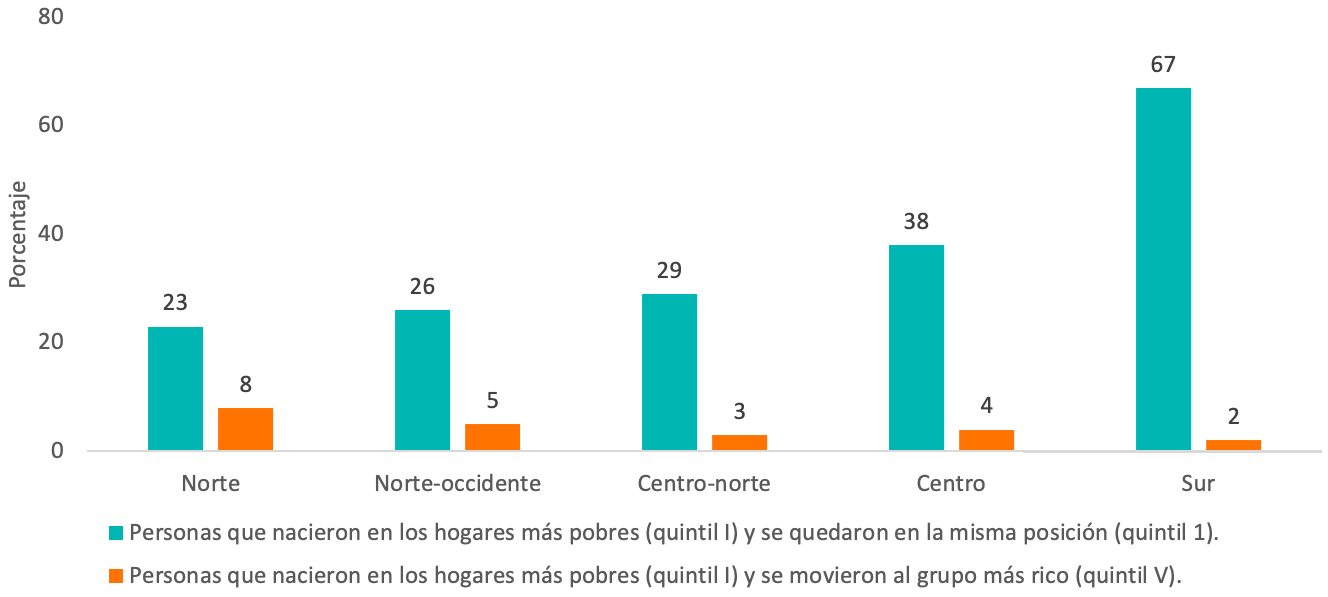 80
67
60
Porcentaje
40
38
29
26
23
20
8
5
3
4
2
0
Norte
Norte-occidente
Centro-norte
Centro
Sur
Personas que nacieron en los hogares más pobres (quintil I) y se quedaron en la misma posición (quintil 1).
Personas que nacieron en los hogares más pobres (quintil I) y se movieron al grupo más rico (quintil V).